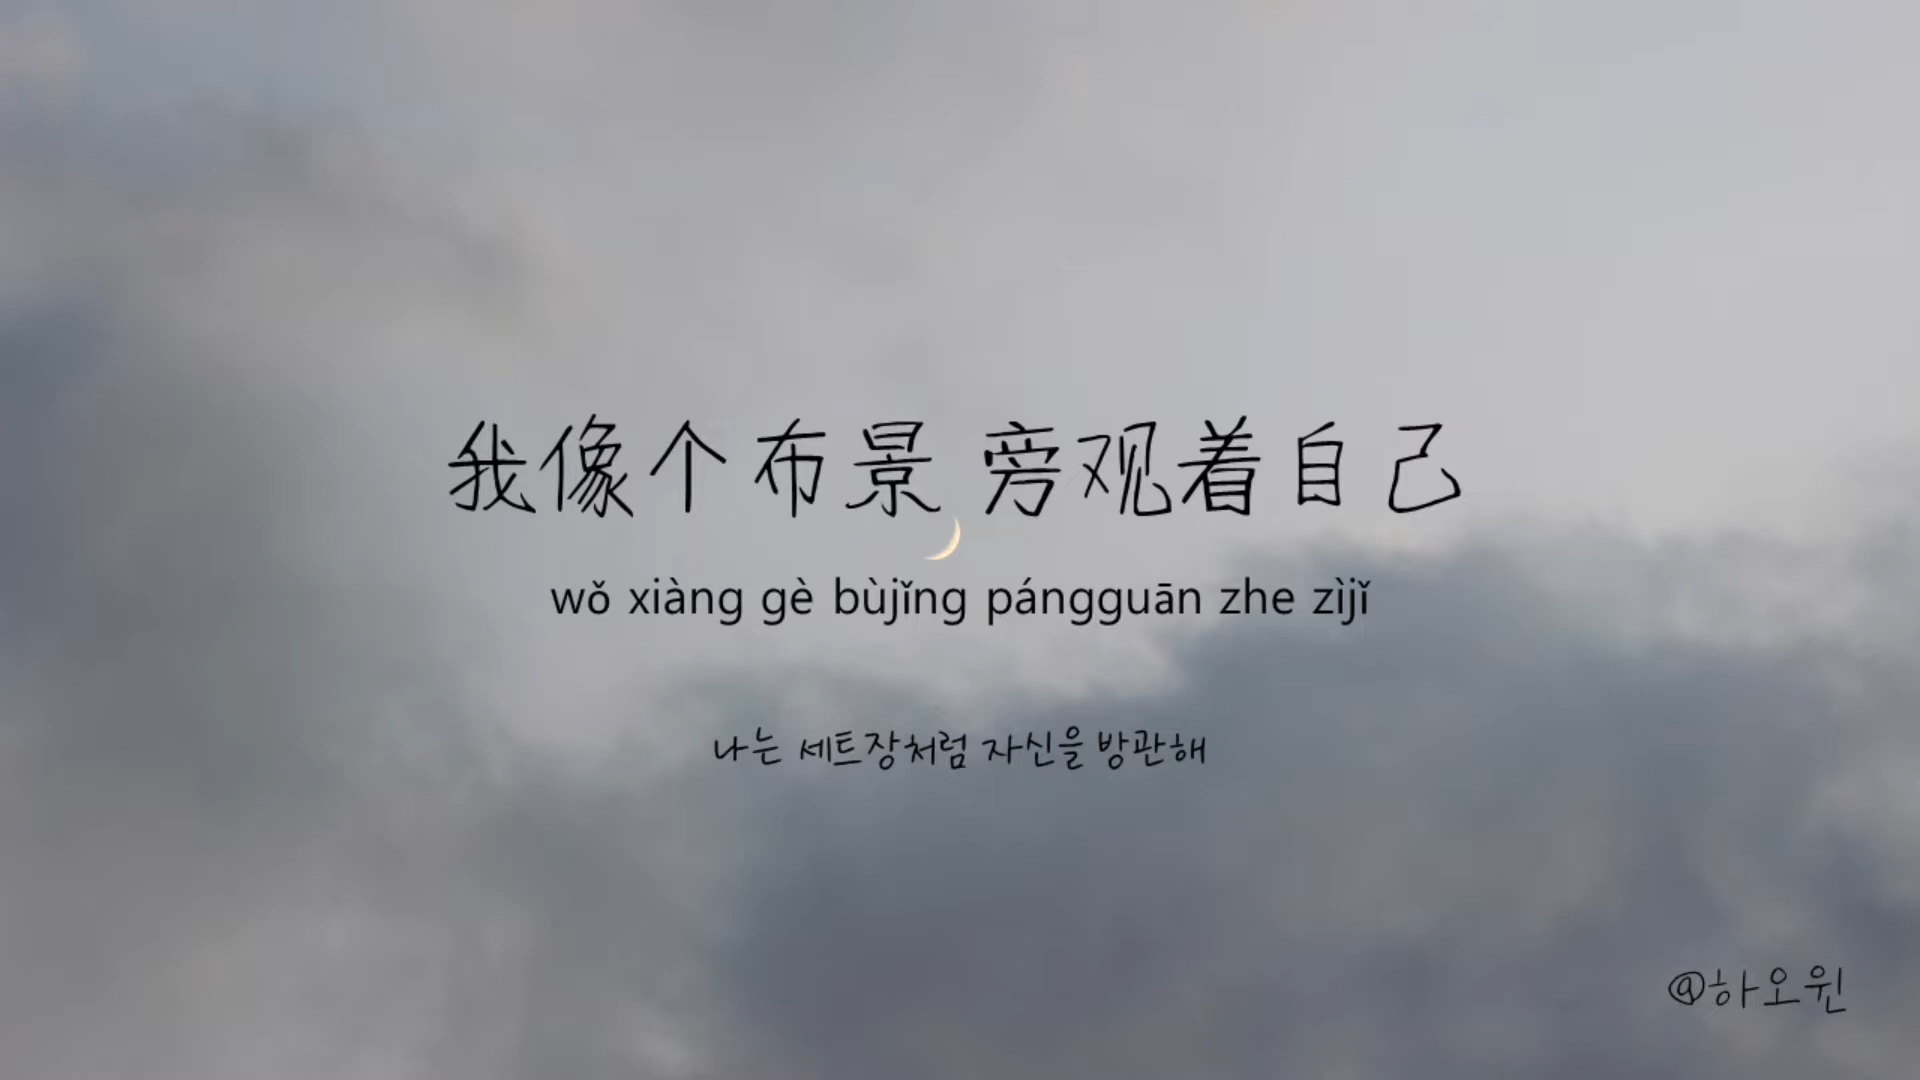 我像个布景 旁观着自己
wǒ xiàng gè bùjǐng pángguān zhe zìjǐ
나는 세트장처럼 자신을 방관해
@하오원